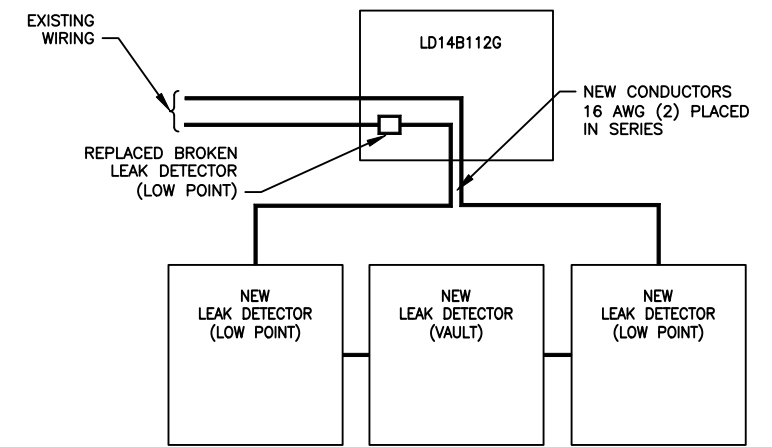 EXISTING
WIRING
LD14B112G
NEW CONDUCTORS
16 AWG (2) PLACED
IN SERIES
REPLACED BROKEN
LEAK DETECTOR
(LOW POINT)
NEW
LEAK DETECTOR
(LOW POINT)
NEW
LEAK DETECTOR
(VAULT)
NEW
LEAK DETECTOR
(LOW POINT)